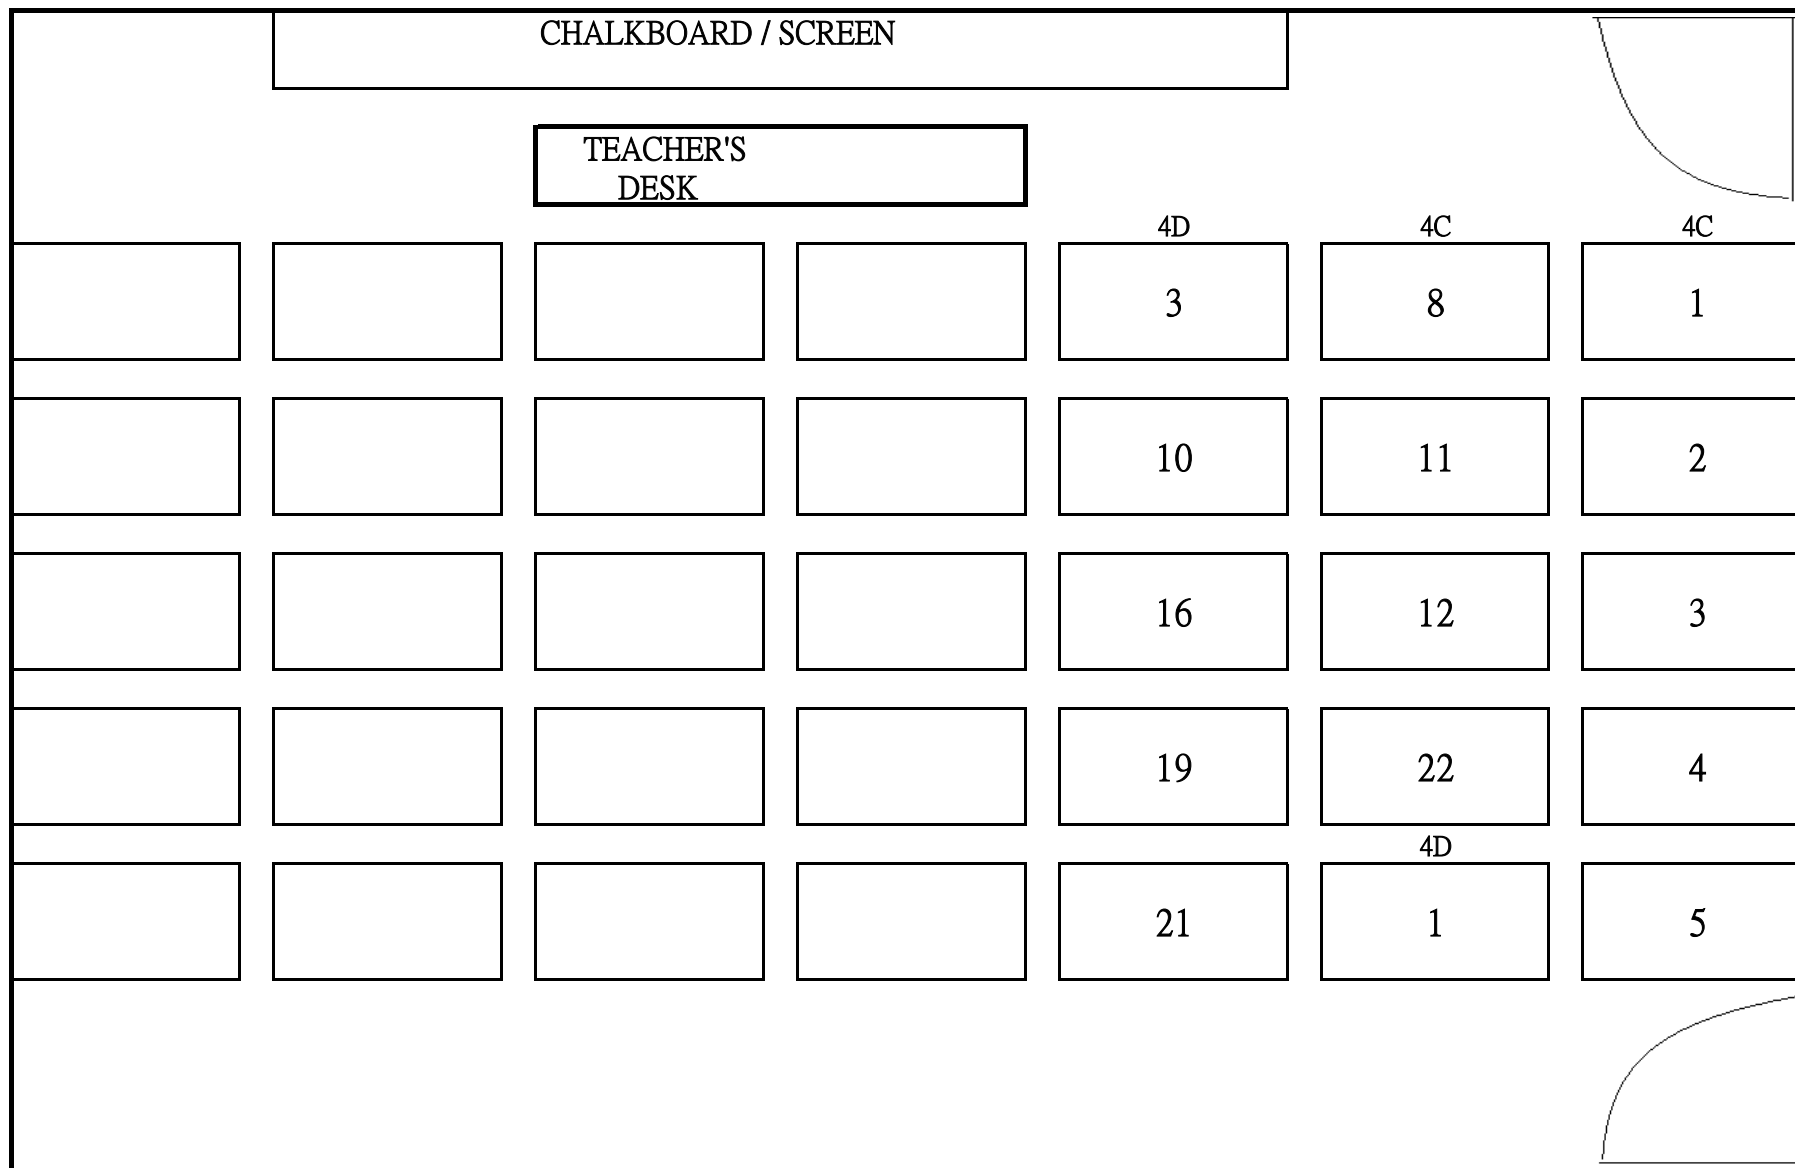 CHALKBOARD / SCREEN
TEACHER'S
DESK
4D 4C 4C
3 8 1
10 11 2
16 12 3
19 22 4
4D
21 1 5